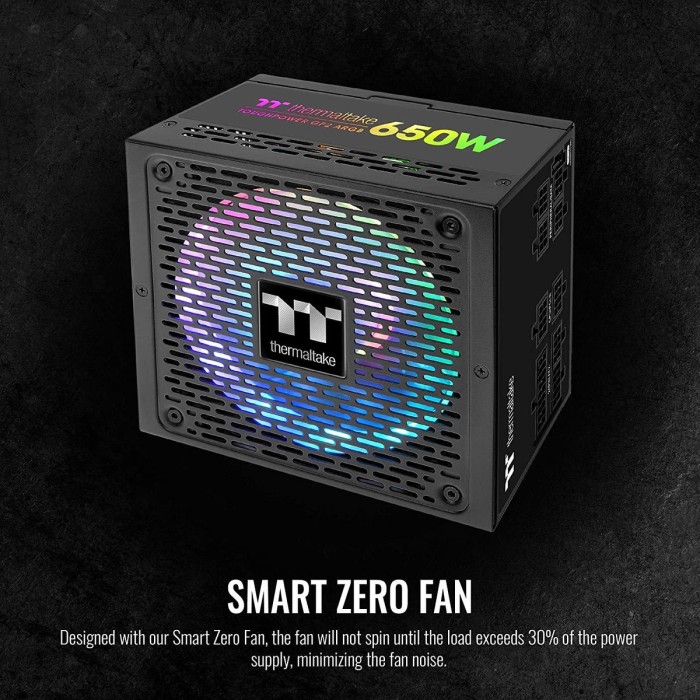 thermaltake
TOUGHPOWER GF2 ARGB
650W
thermaltake
thermaltake
SMART ZERO FAN
Designed with our Smart Zero Fan, the fan will not spin until the load exceeds 30% of the power
supply, minimizing the fan noise.